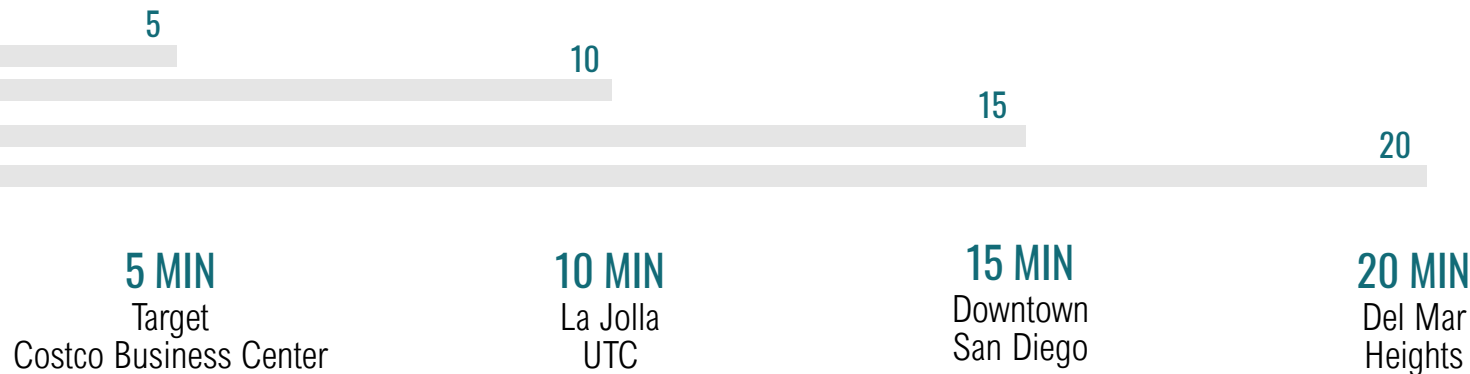 5
10
15
20
5 MIN
Target
Costco Business Center
10 MIN
La Jolla
UTC
15 MIN
Downtown
San Diego
20 MIN
Del Mar
Heights